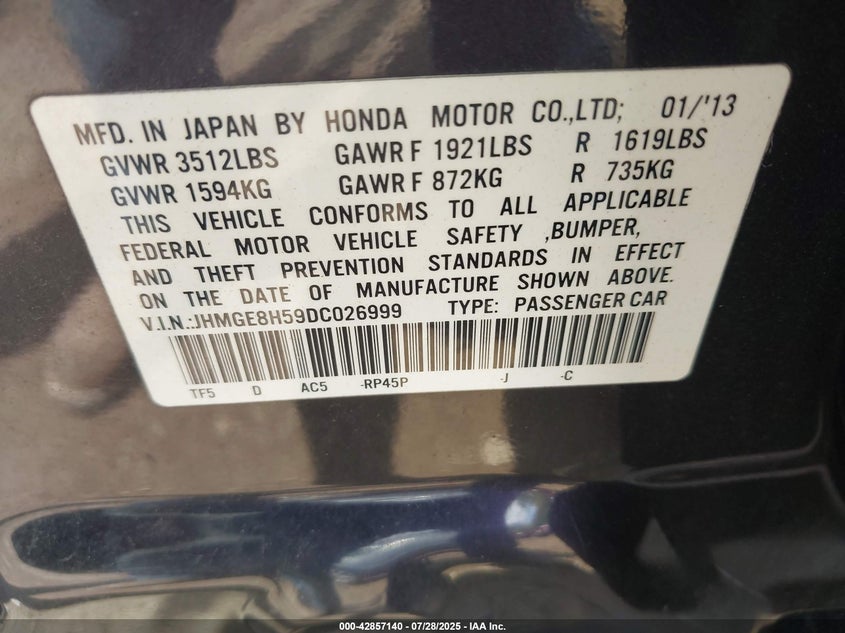 MFD. IN JAPAN BY HONDA MOTOR CO.,LTD; 01/'13
GVWR 3512LBS GAWR F 1921LBS R 1619LBS
GVWR 1594KG GAWR F 872KG R 735KG
THIS VEHICLE CONFORMS TO ALL APPLICABLE
FEDERAL MOTOR VEHICLE SAFETY ,BUMPER,
AND THEFT PREVENTION STANDARDS IN EFFECT
ON THE DATE OF MANUFACTURE SHOWN ABOVE.
V.I.N.:JHMGE8H59DC026999 TYPE: PASSENGER CAR
TF5 D AC5 -RP45P -J -C
000-42857140 | 07/28/2025 - IAA Inc.